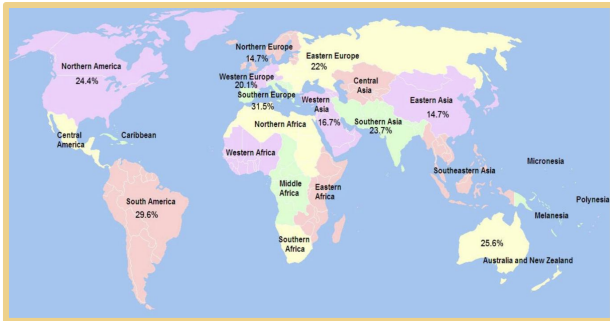 Northern Europe
14.7%
Eastern Europe
22%
Northern America
24.4%
Western Europe
20.1%
Southern Europe
31.5%
Central
Asia
Western
Asia
16.7%
Eastern Asia
14.7%
Southern Asia
23.7%
Northern Africa
Central
America
Caribbean
Western Africa
Middle
Africa
Eastern
Africa
Southeastern Asia
Micronesia
South America
29.6%
Polynesia
Melanesia
Southern
Africa
25.6%
Australia and New Zealand